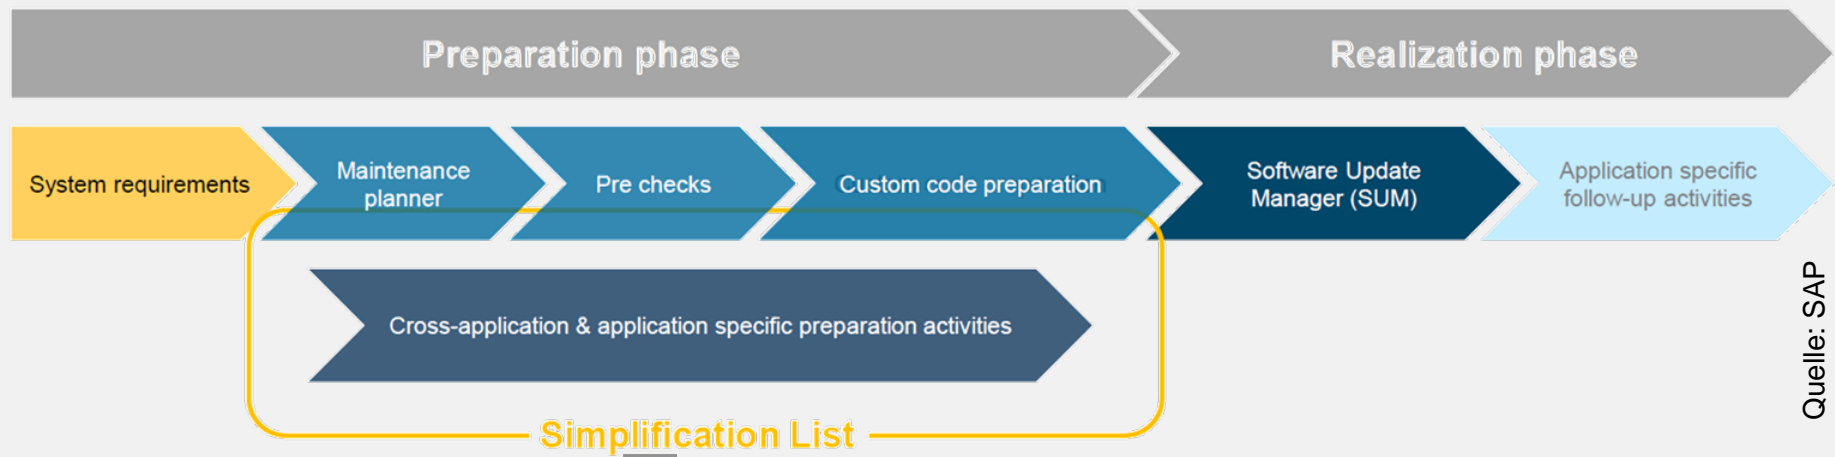 Preparation phase
Realization phase
System requirements
Maintenance
planner
Pre checks
Custom code preparation
Software Update
Manager (SUM)
Application specific
follow-up activities
Cross-application & application specific preparation activities
Simplification List
Quelle: SAP